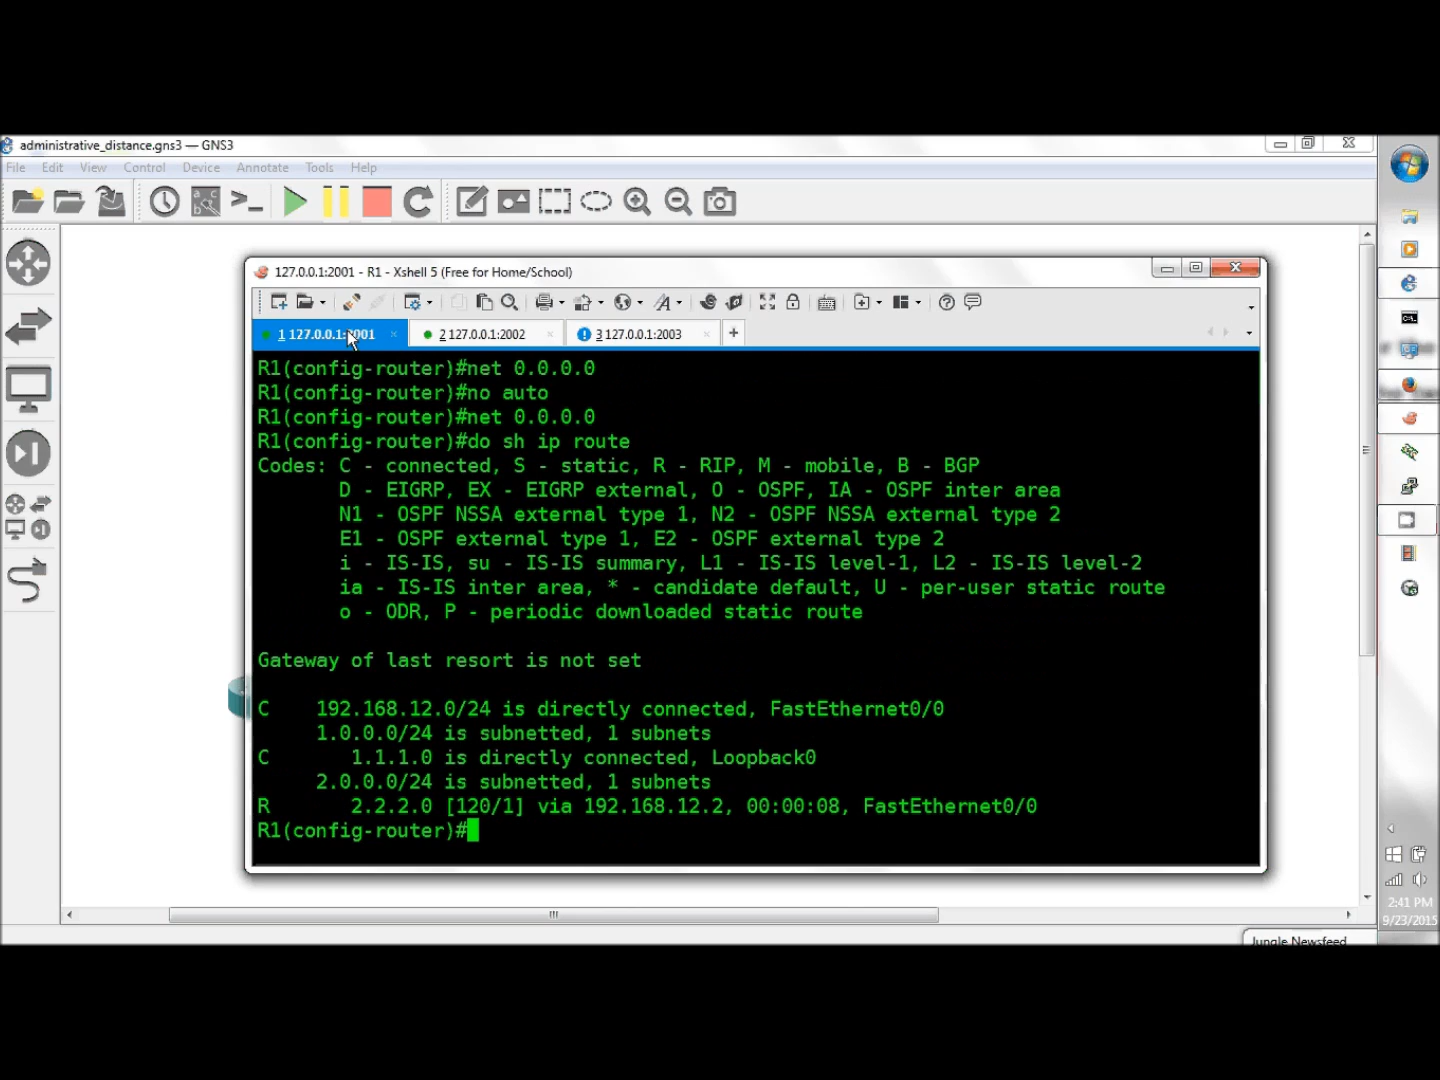 administrative_distance.gns3 — GNS3
File Edit View Control Device Annotate Tools Help
127.0.0.1:2001 - R1 - Xshell 5 (Free for Home/School)
1 127.0.0.1:2001 2 127.0.0.1:2002 3 127.0.0.1:2003
R1(config-router)#net 0.0.0.0
R1(config-router)#no auto
R1(config-router)#net 0.0.0.0
R1(config-router)#do sh ip route
Codes: C - connected, S - static, R - RIP, M - mobile, B - BGP
D - EIGRP, EX - EIGRP external, O - OSPF, IA - OSPF inter area
N1 - OSPF NSSA external type 1, N2 - OSPF NSSA external type 2
E1 - OSPF external type 1, E2 - OSPF external type 2
i - IS-IS, su - IS-IS summary, L1 - IS-IS level-1, L2 - IS-IS level-2
ia - IS-IS inter area, * - candidate default, U - per-user static route
o - ODR, P - periodic downloaded static route
Gateway of last resort is not set
C 192.168.12.0/24 is directly connected, FastEthernet0/0
1.0.0.0/24 is subnetted, 1 subnets
C 1.1.1.0 is directly connected, Loopback0
2.0.0.0/24 is subnetted, 1 subnets
R 2.2.2.0 [120/1] via 192.168.12.2, 00:00:08, FastEthernet0/0
R1(config-router)#
2:41 PM
9/23/2015
Jungle Newsfeed